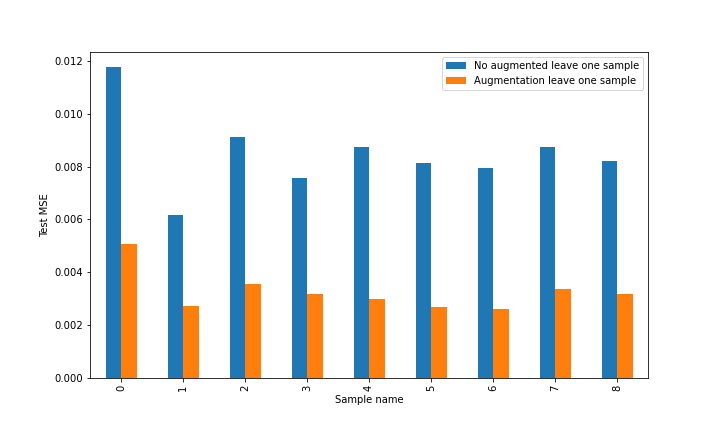 No augmented leave one sample
Augmentation leave one sample
0.012
0.010
0.008
0.006
0.004
0.002
0.000
Test MSE
0 1 2 3 4 5 6 7 8
Sample name